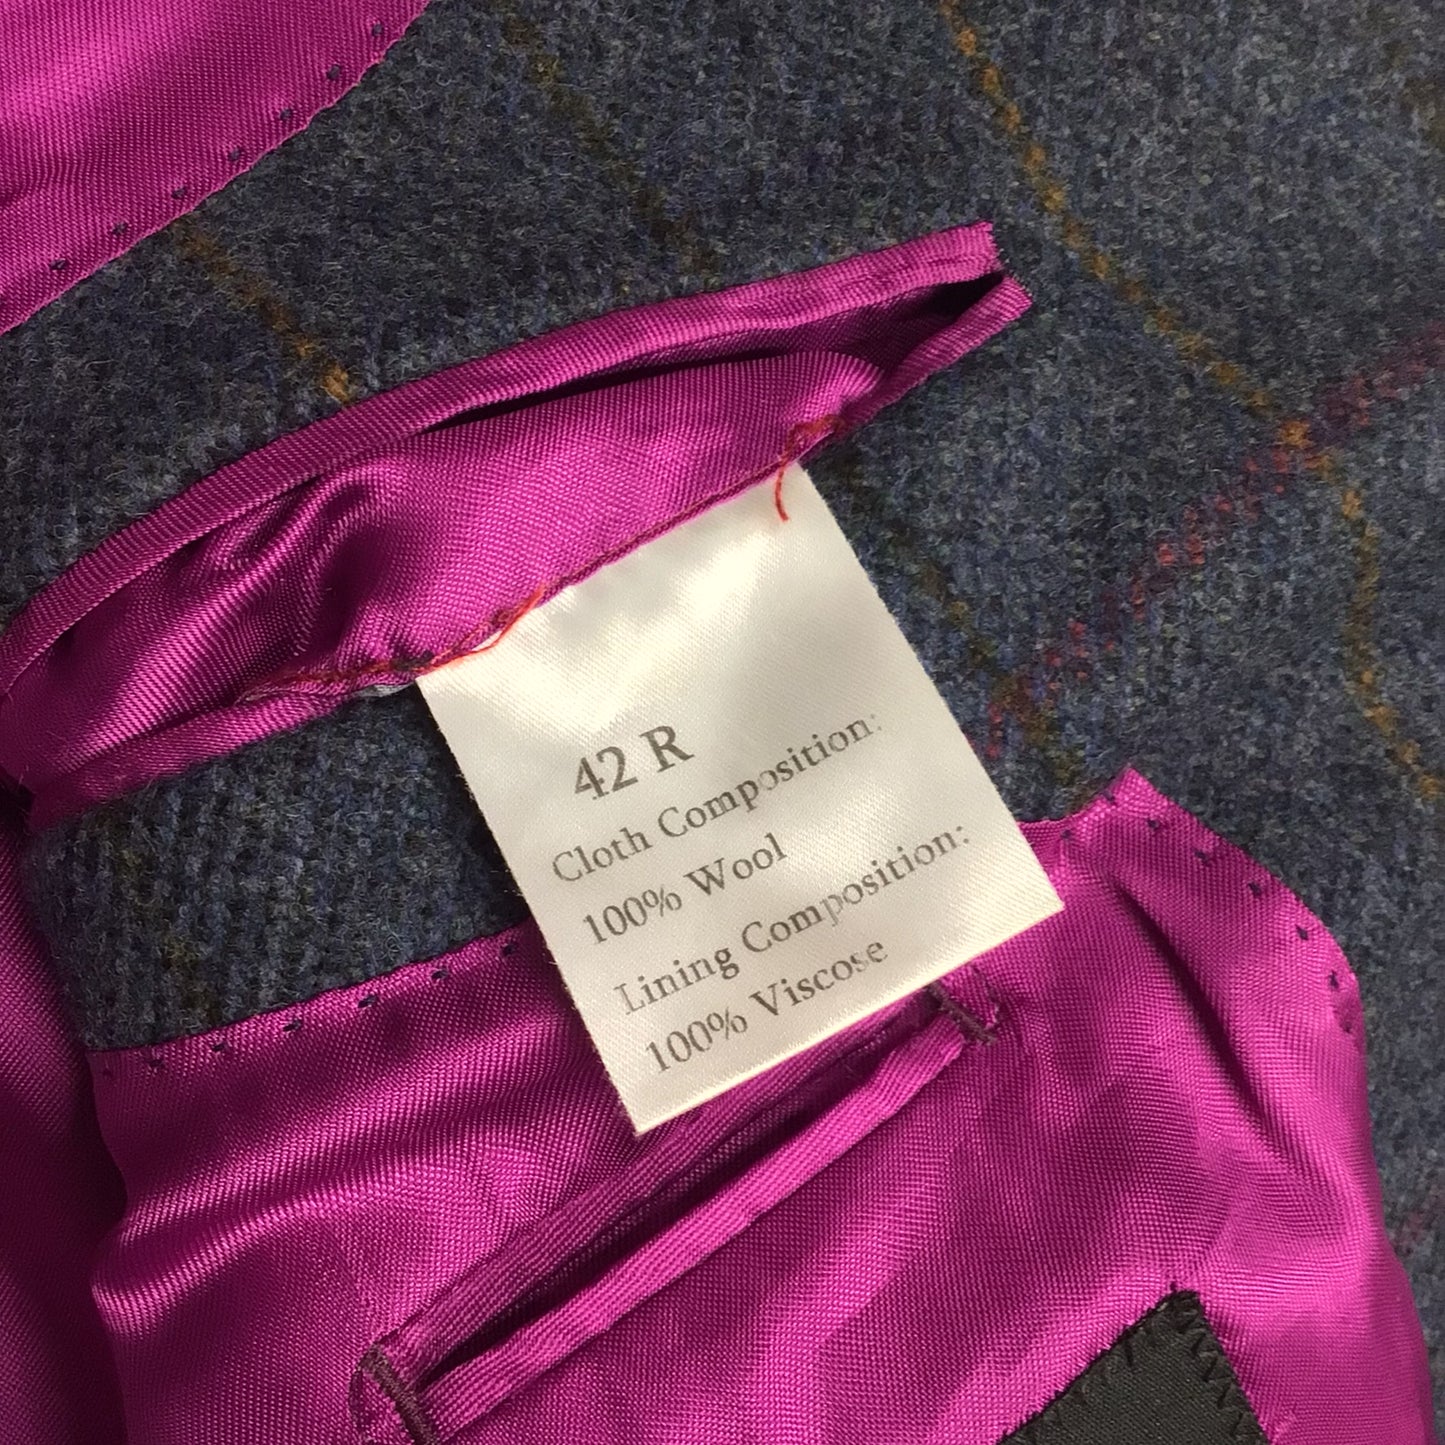 42 R
Cloth Composition:
100% Wool
Lining Composition:
100% Viscose